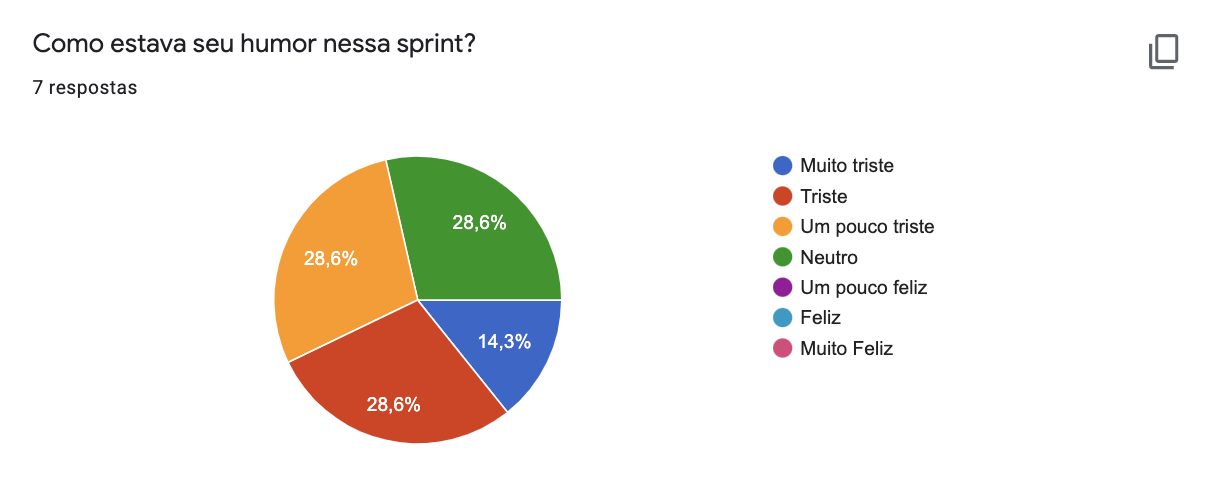 Como estava seu humor nessa sprint?
7 respostas
28,6%
28,6%
14,3%
28,6%
Muito triste
Triste
Um pouco triste
Neutro
Um pouco feliz
Feliz
Muito Feliz